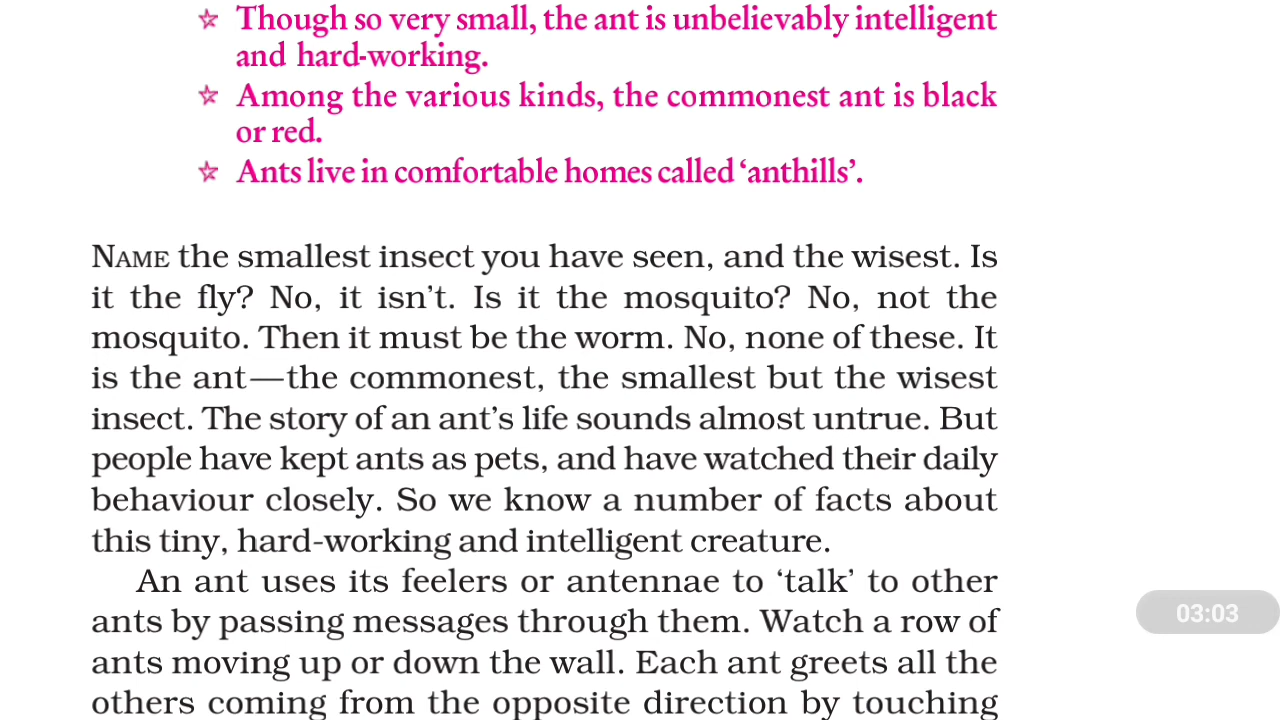 ☆ Though so very small, the ant is unbelievably intelligent
and hard-working.
☆ Among the various kinds, the commonest ant is black
or red.
☆ Ants live in comfortable homes called ‘anthills’.
NAME the smallest insect you have seen, and the wisest. Is
it the fly? No, it isn’t. Is it the mosquito? No, not the
mosquito. Then it must be the worm. No, none of these. It
is the ant—the commonest, the smallest but the wisest
insect. The story of an ant’s life sounds almost untrue. But
people have kept ants as pets, and have watched their daily
behaviour closely. So we know a number of facts about
this tiny, hard-working and intelligent creature.
An ant uses its feelers or antennae to ‘talk’ to other
ants by passing messages through them. Watch a row of
ants moving up or down the wall. Each ant greets all the
others coming from the opposite direction by touching
03:03